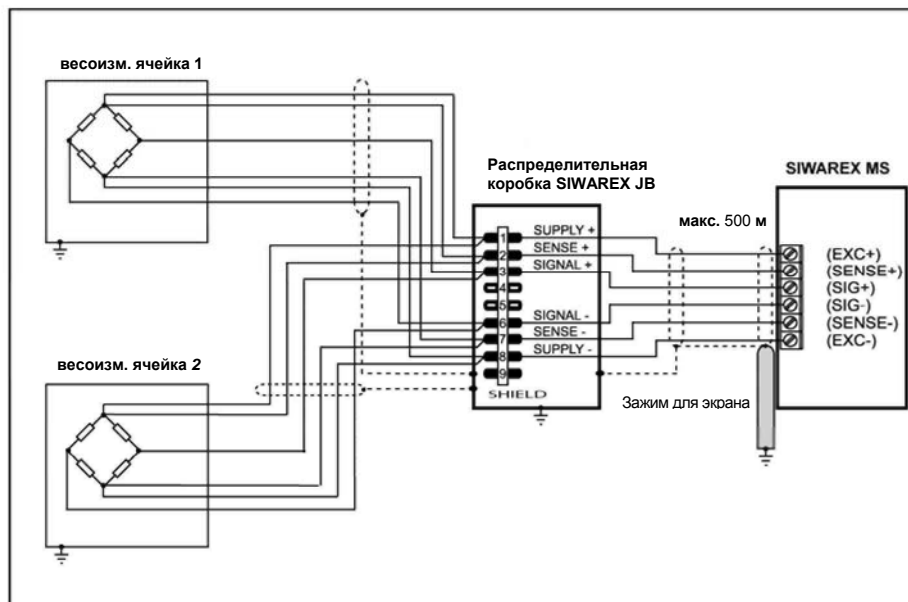 весоизм. ячейка 1
Распределительная
коробка SIWAREX JB
SIWAREX MS
макс. 500 м
1 SUPPLY +
2 SENSE +
3 SIGNAL +
4
5
6 SIGNAL -
7 SENSE -
8 SUPPLY -
9
SHIELD
(EXC+)
(SENSE+)
(SIG+)
(SIG-)
(SENSE-)
(EXC-)
весоизм. ячейка 2
Зажим для экрана